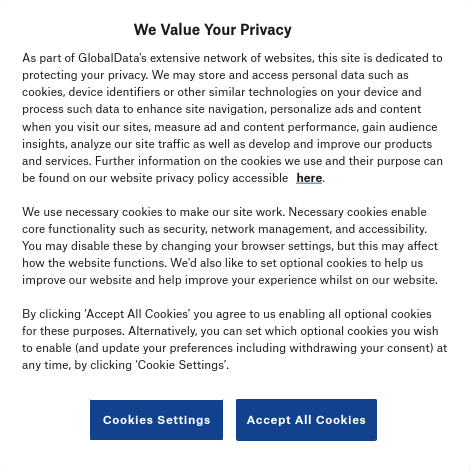 We Value Your Privacy
As part of GlobalData's extensive network of websites, this site is dedicated to
protecting your privacy. We may store and access personal data such as
cookies, device identifiers or other similar technologies on your device and
process such data to enhance site navigation, personalize ads and content
when you visit our sites, measure ad and content performance, gain audience
insights, analyze our site traffic as well as develop and improve our products
and services. Further information on the cookies we use and their purpose can
be found on our website privacy policy accessible here.
We use necessary cookies to make our site work. Necessary cookies enable
core functionality such as security, network management, and accessibility.
You may disable these by changing your browser settings, but this may affect
how the website functions. We'd also like to set optional cookies to help us
improve our website and help improve your experience whilst on our website.
By clicking ‘Accept All Cookies’ you agree to us enabling all optional cookies
for these purposes. Alternatively, you can set which optional cookies you wish
to enable (and update your preferences including withdrawing your consent) at
any time, by clicking ‘Cookie Settings’.
Cookies Settings
Accept All Cookies